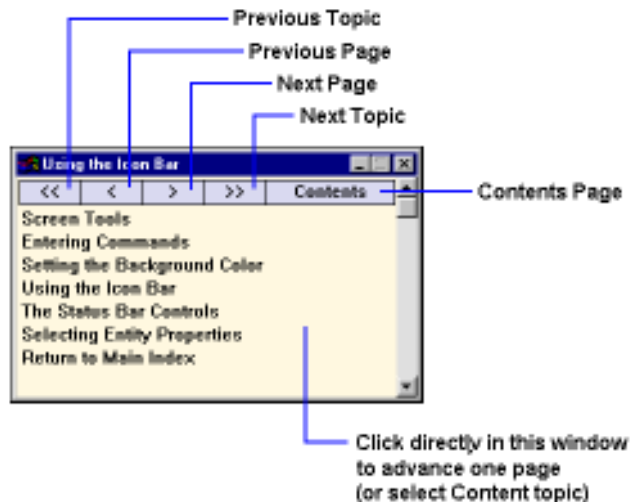 Previous Topic
Previous Page
Next Page
Next Topic
Using the Icon Bar
<< < > >> Contents
Contents Page
Screen Tools
Entering Commands
Setting the Background Color
Using the Icon Bar
The Status Bar Controls
Selecting Entity Properties
Return to Main Index
Click directly in this window
to advance one page
(or select Content topic)